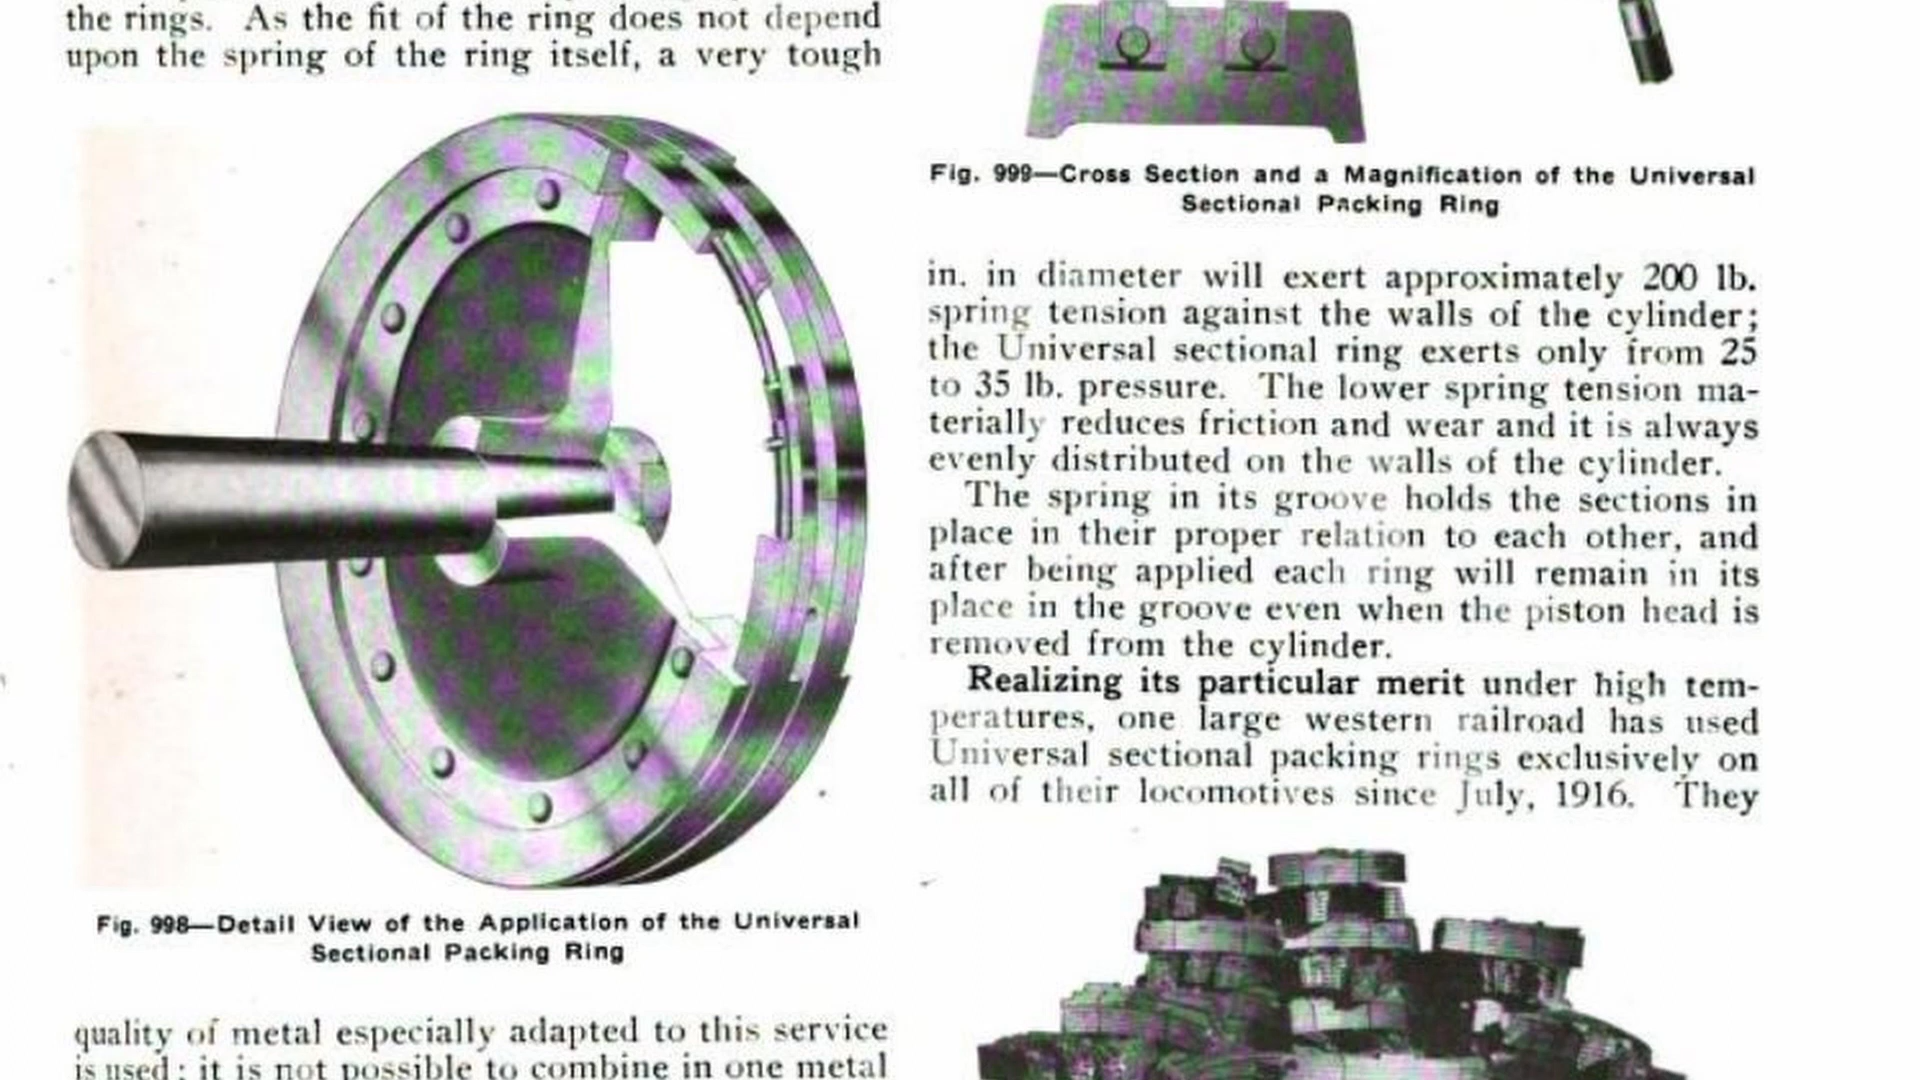 the rings. As the fit of the ring does not depend
upon the spring of the ring itself, a very tough
Fig. 998—Detail View of the Application of the Universal
Sectional Packing Ring
quality of metal especially adapted to this service
is used; it is not possible to combine in one metal
Fig. 999—Cross Section and a Magnification of the Universal
Sectional Packing Ring
in. in diameter will exert approximately 200 lb.
spring tension against the walls of the cylinder;
the Universal sectional ring exerts only from 25
to 35 lb. pressure. The lower spring tension ma-
terially reduces friction and wear and it is always
evenly distributed on the walls of the cylinder.
The spring in its groove holds the sections in
place in their proper relation to each other, and
after being applied each ring will remain in its
place in the groove even when the piston head is
removed from the cylinder.
Realizing its particular merit under high tem-
peratures, one large western railroad has used
Universal sectional packing rings exclusively on
all of their locomotives since July, 1916. They